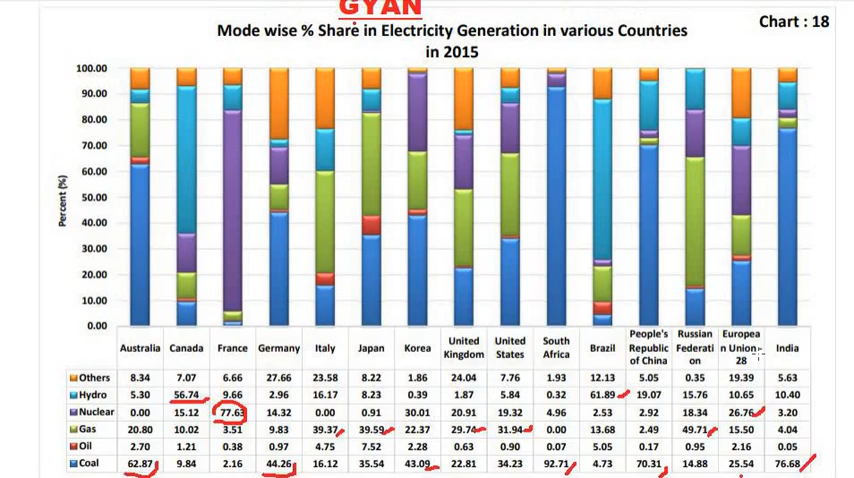 GYAN
Mode wise % Share in Electricity Generation in various Countries
in 2015
Chart : 18
100.00
90.00
80.00
70.00
60.00
50.00
40.00
30.00
20.00
10.00
0.00
Percent (%)
Australia Canada France Germany Italy Japan Korea United Kingdom United States South Africa Brazil People's Republic of China Russian Federati on Europea n Union- 28 India
Others 8.34 7.07 6.66 27.66 23.58 8.22 1.86 24.04 7.76 1.93 12.13 5.05 0.35 19.39 5.63
Hydro 5.30 56.74 9.66 2.96 16.17 8.23 0.39 1.87 5.84 0.32 61.89 19.07 15.76 10.65 10.40
Nuclear 0.00 15.12 77.63 14.32 0.00 0.91 30.01 20.91 19.32 4.96 2.53 2.92 18.34 26.76 3.20
Gas 20.80 10.02 3.51 9.83 39.37 39.59 22.37 29.74 31.94 0.00 13.68 2.49 49.71 15.50 4.04
Oil 2.70 1.21 0.38 0.97 4.75 7.52 2.28 0.63 0.90 0.07 5.05 0.17 0.95 2.16 0.05
Coal 62.87 9.84 2.16 44.26 16.12 35.54 43.09 22.81 34.23 92.71 4.73 70.31 14.88 25.54 76.68